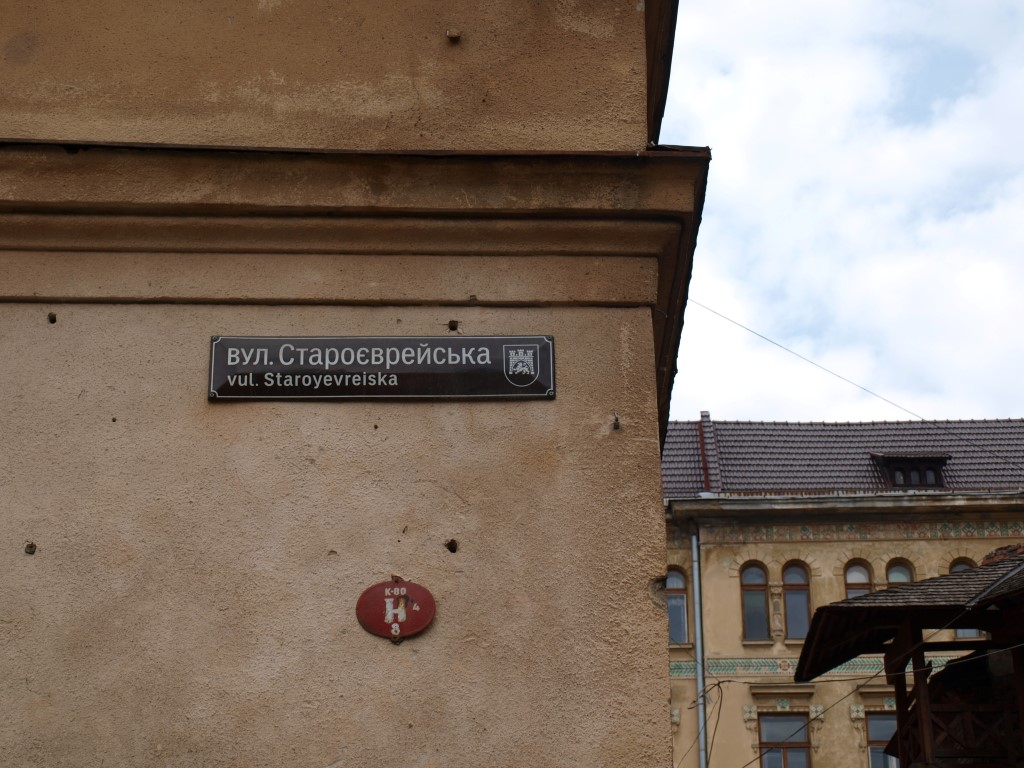 вул. Староєврейська
vul. Staroyevreiska
К-80
Н 4
8